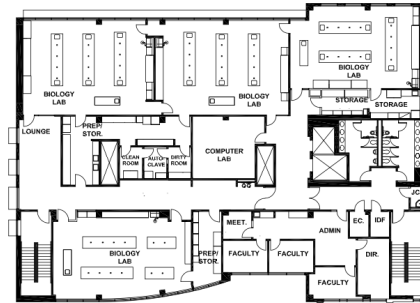 BIOLOGY
LAB
BIOLOGY
LAB
BIOLOGY
LAB
STORAGE
STORAGE
LOUNGE
PREP/
STOR.
CLEAN
ROOM
AUTO
CLAVE
DIRTY
ROOM
COMPUTER
LAB
JC
BIOLOGY
LAB
PREP/
STOR.
MEET.
ADMIN
EC.
IDF
FACULTY
FACULTY
FACULTY
DIR.